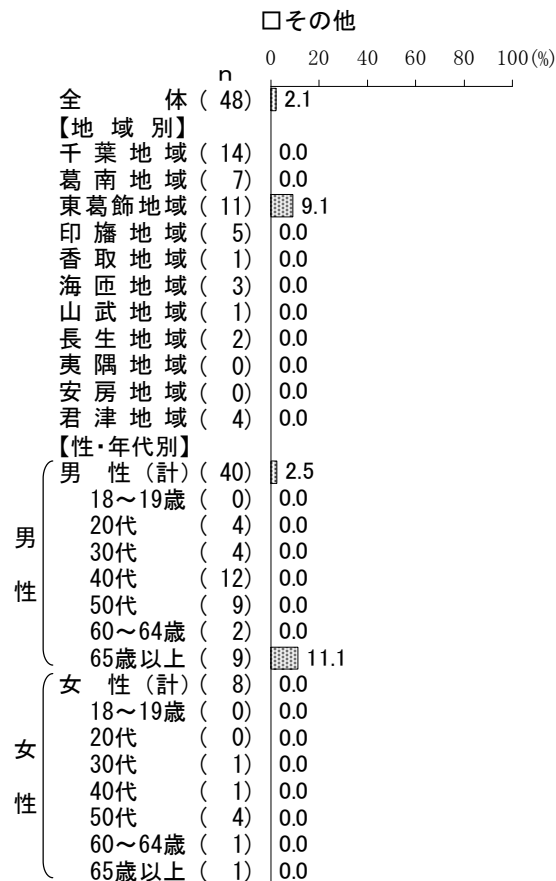 □その他
0 20 40 60 80 100(%)
n
全体( 48) 2.1
【地域別】
千葉地域( 14) 0.0
葛南地域( 7) 0.0
東葛飾地域( 11) 9.1
印旛地域( 5) 0.0
香取地域( 1) 0.0
海匝地域( 3) 0.0
山武地域( 1) 0.0
長生地域( 2) 0.0
夷隅地域( 0) 0.0
安房地域( 0) 0.0
君津地域( 4) 0.0
【性・年代別】
男性
男性(計)( 40) 2.5
18～19歳( 0) 0.0
20代( 4) 0.0
30代( 4) 0.0
40代( 12) 0.0
50代( 9) 0.0
60～64歳( 2) 0.0
65歳以上( 9) 11.1
女性
女性(計)( 8) 0.0
18～19歳( 0) 0.0
20代( 0) 0.0
30代( 1) 0.0
40代( 1) 0.0
50代( 4) 0.0
60～64歳( 1) 0.0
65歳以上( 1) 0.0